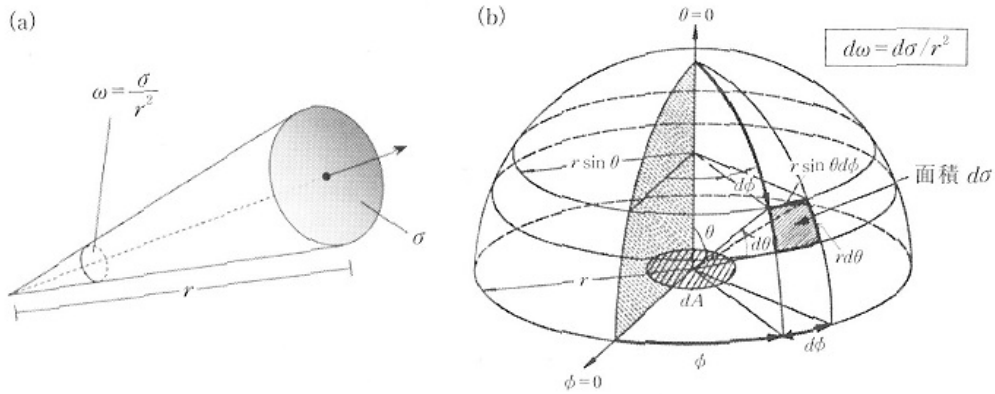 (a)
ω=σ/r²
σ
r
(b)
θ=0
dω=dσ/r²
r sin θ
dϕ
r sin θdϕ
面積 dσ
θ
dθ
rdθ
r
dA
dϕ
ϕ
ϕ=0